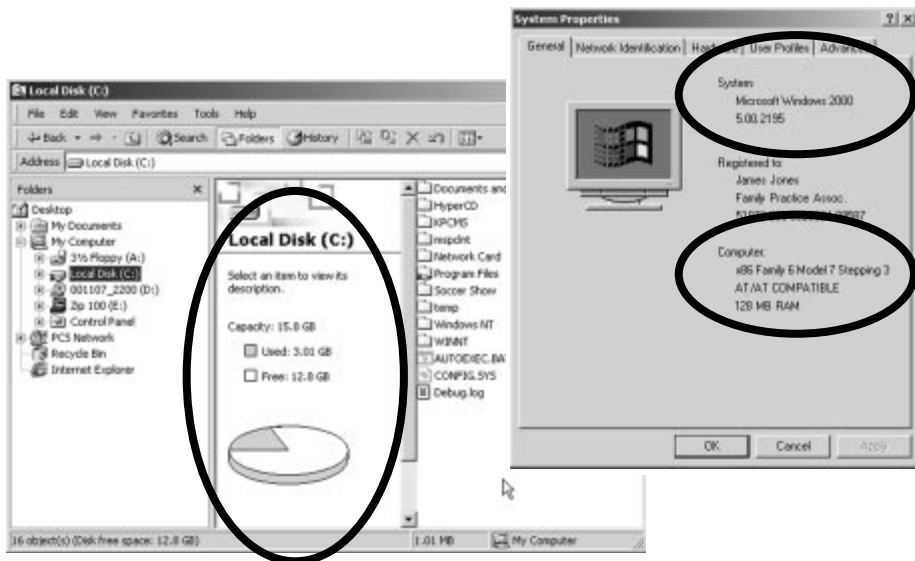 System Properties
General Network Identification Hardware User Profiles Advanced
System:
Microsoft Windows 2000
5.00.2195
Registered to:
James Jones
Family Practice Assoc.
Computer:
x86 Family 6 Model 7 Stepping 3
AT/AT COMPATIBLE
128 MB RAM
OK Cancel Apply
Local Disk (C:)
File Edit View Favorites Tools Help
Back Search Folders History
Address Local Disk (C:)
Folders
Desktop
My Documents
My Computer
3½ Floppy (A:)
Local Disk (C:)
001107_2200 (D:)
Zip 100 (E:)
Control Panel
PCS Network
Recycle Bin
Internet Explorer
Local Disk (C:)
Select an item to view its
description.
Capacity: 15.8 GB
Used: 3.01 GB
Free: 12.8 GB
Documents and
HyperCD
KPCMS
mspdnt
Network Card
Program Files
Soccer Show
temp
Windows NT
WINNT
AUTOEXEC.BA
CONFIG.SYS
Debug.log
16 object(s) (Disk free space: 12.8 GB) 1.01 MB My Computer